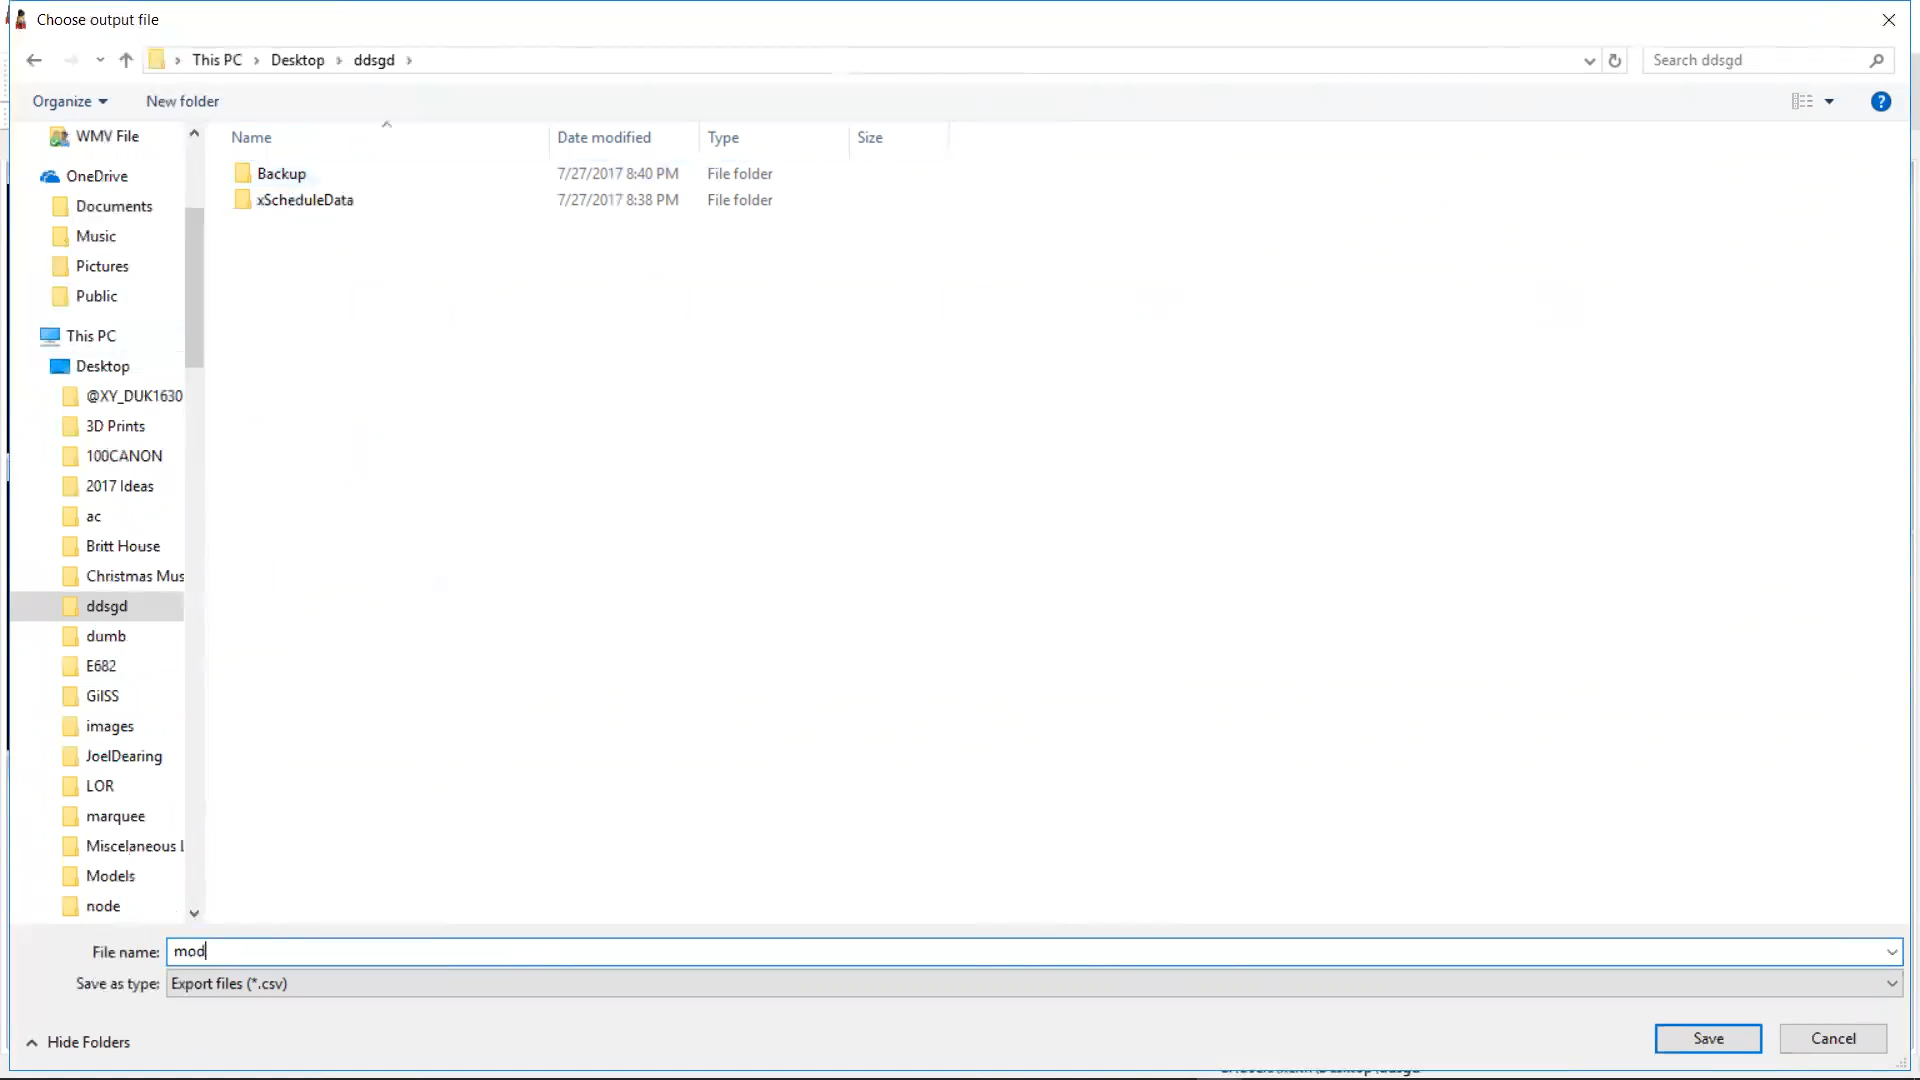 Choose output file
This PC
Desktop
ddsgd
Search ddsgd
Organize
New folder
Name
Date modified
Type
Size
WMV File
OneDrive
Documents
Music
Pictures
Public
This PC
Desktop
@XY_DUK1630
3D Prints
100CANON
2017 Ideas
ac
Britt House
Christmas Mus
ddsgd
dumb
E682
GilSS
images
JoelDearing
LOR
marquee
Miscelaneous L
Models
node
Backup 7/27/2017 8:40 PM File folder
xScheduleData 7/27/2017 8:38 PM File folder
File name: mod
Save as type: Export files (*.csv)
Hide Folders
Save
Cancel